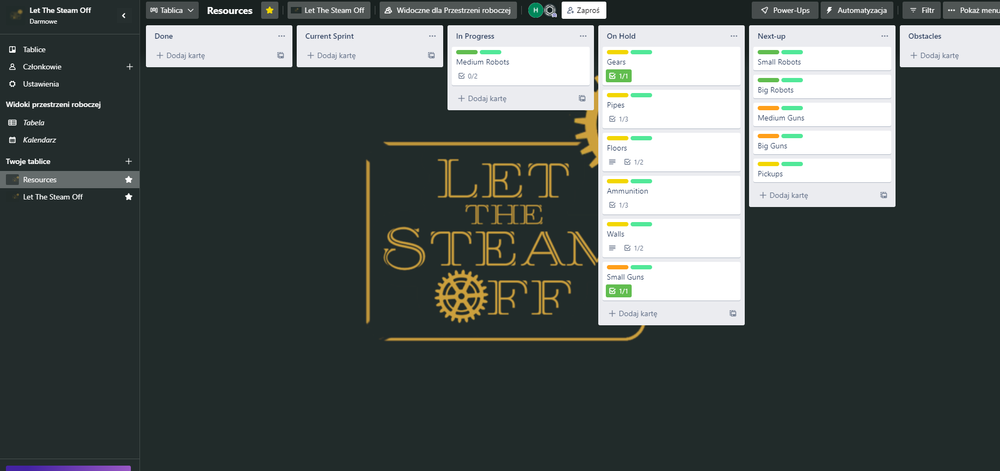 Let The Steam Off
Darmowe
Tablice
Członkowie
Ustawienia
Widoki przestrzeni roboczej
Tabela
Kalendarz
Twoje tablice
Resources
Let The Steam Off
Tablica
Resources
Let The Steam Off
Widoczne dla Przestrzeni roboczej
H
Zaproś
Power-Ups
Automatyzacja
Filtr
Pokaż menu
Done
Dodaj kartę
Current Sprint
Dodaj kartę
In Progress
Medium Robots
0/2
Dodaj kartę
On Hold
Gears
1/1
Pipes
1/3
Floors
1/2
Ammunition
1/3
Walls
1/2
Small Guns
1/1
Dodaj kartę
Next-up
Small Robots
Big Robots
Medium Guns
Big Guns
Pickups
Dodaj kartę
Obstacles
Dodaj kartę
LET
THE
STEAM
OFF